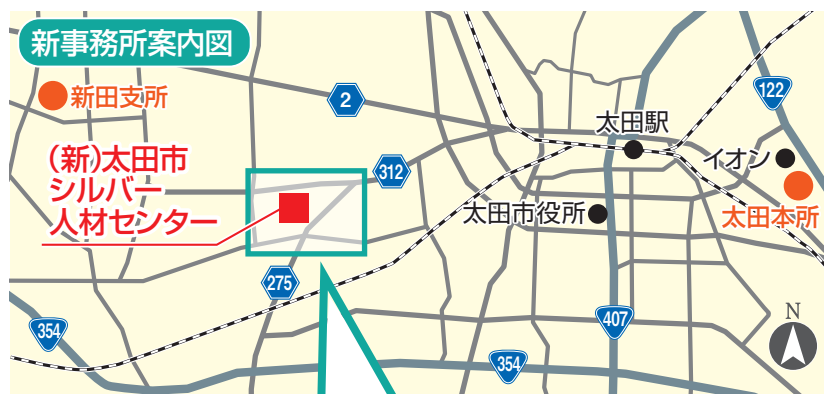 新事務所案内図
新田支所
2
122
太田駅
(新)太田市
シルバー
人材センター
312
イオン
太田本所
太田市役所
275
354
407
354
N